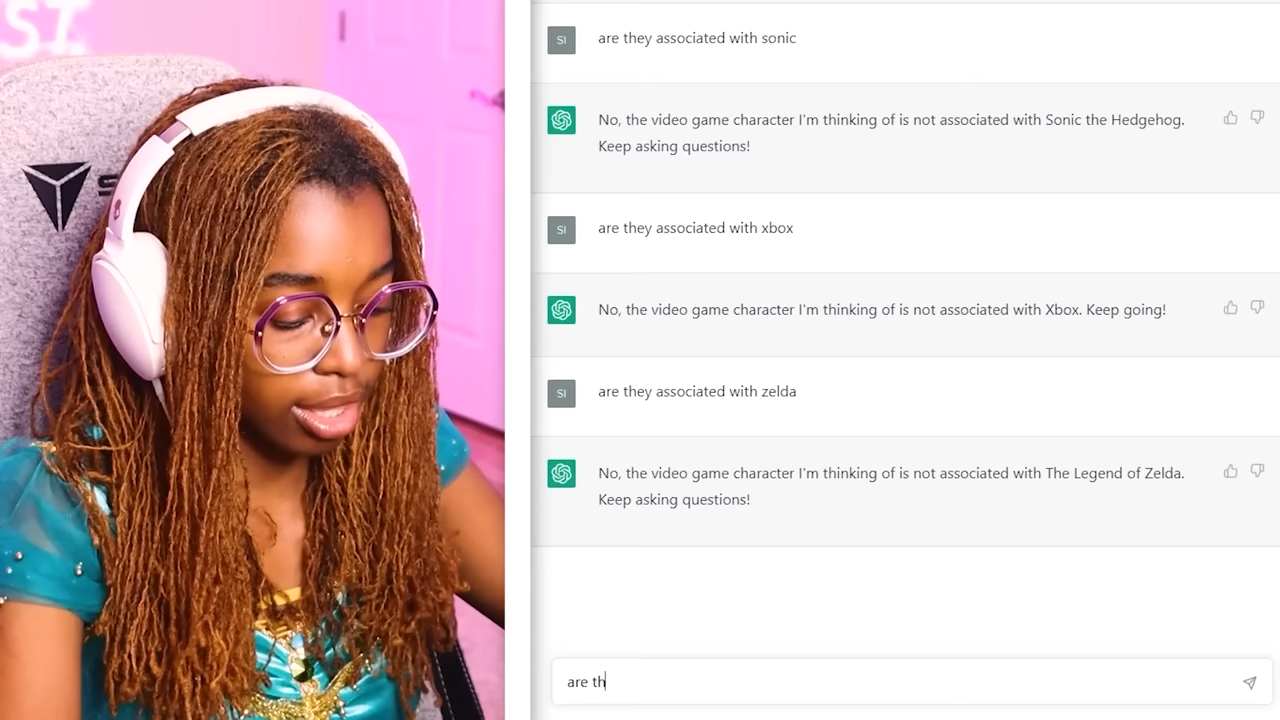 ST.
S
SI
are they associated with sonic
No, the video game character I'm thinking of is not associated with Sonic the Hedgehog.
Keep asking questions!
SI
are they associated with xbox
No, the video game character I'm thinking of is not associated with Xbox. Keep going!
SI
are they associated with zelda
No, the video game character I'm thinking of is not associated with The Legend of Zelda.
Keep asking questions!
are th